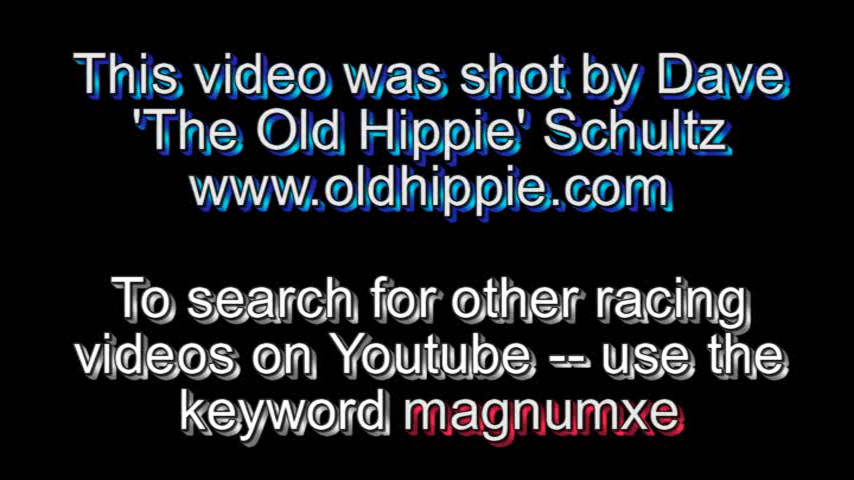 This video was shot by Dave
'The Old Hippie' Schultz
www.oldhippie.com
To search for other racing
videos on Youtube -- use the
keyword magnumxe